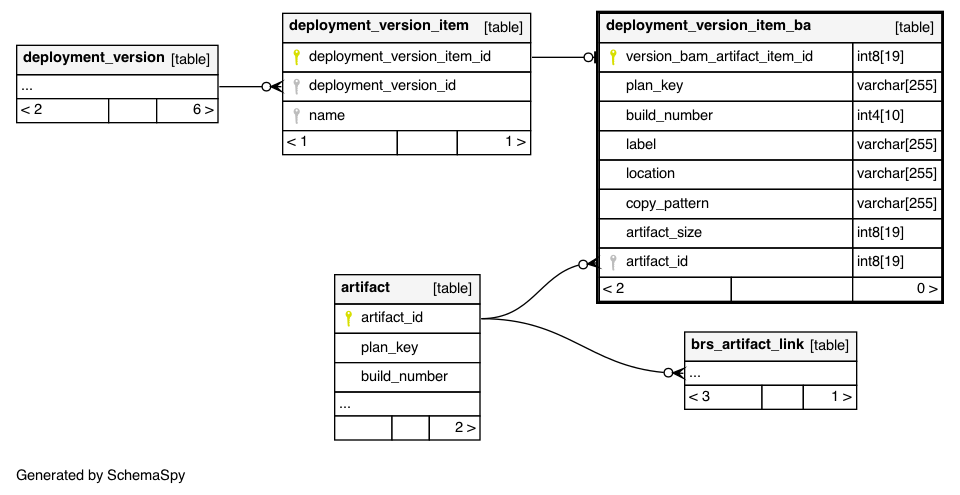 deployment_version [table]
...
< 2 6 >
deployment_version_item [table]
deployment_version_item_id
deployment_version_id
name
< 1 1 >
deployment_version_item_ba [table]
version_bam_artifact_item_id int8[19]
plan_key varchar[255]
build_number int4[10]
label varchar[255]
location varchar[255]
copy_pattern varchar[255]
artifact_size int8[19]
artifact_id int8[19]
< 2 0 >
artifact [table]
artifact_id
plan_key
build_number
...
2 >
brs_artifact_link [table]
...
< 3 1 >
Generated by SchemaSpy